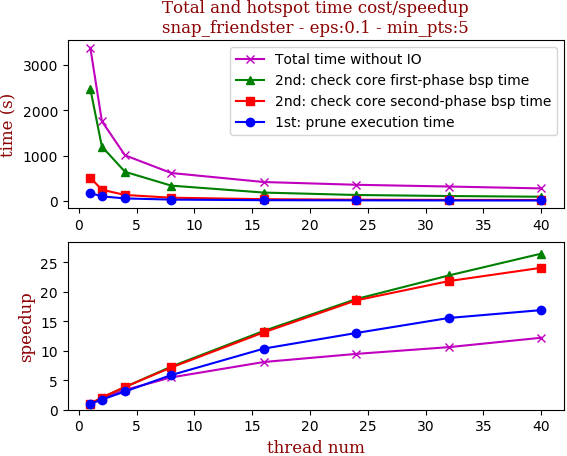 Total and hotspot time cost/speedup
snap_friendster - eps:0.1 - min_pts:5
time (s)
3000
2000
1000
0
Total time without IO
2nd: check core first-phase bsp time
2nd: check core second-phase bsp time
1st: prune execution time
0 5 10 15 20 25 30 35 40
speedup
25
20
15
10
5
0
0 5 10 15 20 25 30 35 40
thread num